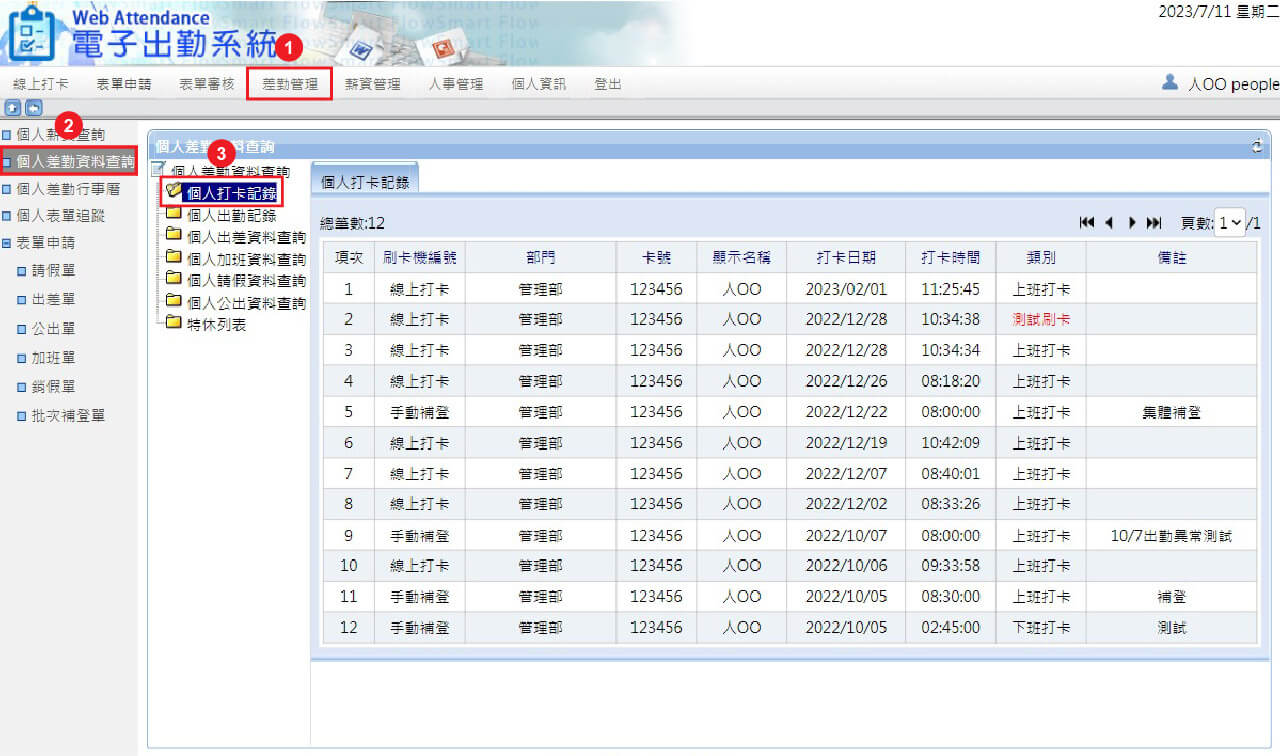 Web Attendance
電子出勤系統
2023/7/11 星期二
1
線上打卡 表單申請 表單審核 差勤管理 薪資管理 人事管理 個人資訊 登出
人OO people
2
個人薪資查詢
個人差勤資料查詢
個人差勤行事曆
個人表單追蹤
表單申請
請假單
出差單
公出單
加班單
銷假單
批次補登單
個人差勤資料查詢
3
個人差勤資料查詢
個人打卡記錄
個人出勤記錄
個人出差資料查詢
個人加班資料查詢
個人請假資料查詢
個人公出資料查詢
特休列表
個人打卡記錄
總筆數:12
頁數: 1 /1
項次 刷卡機編號 部門 卡號 顯示名稱 打卡日期 打卡時間 類別 備註
1 線上打卡 管理部 123456 人OO 2023/02/01 11:25:45 上班打卡
2 線上打卡 管理部 123456 人OO 2022/12/28 10:34:38 測試刷卡
3 線上打卡 管理部 123456 人OO 2022/12/28 10:34:34 上班打卡
4 線上打卡 管理部 123456 人OO 2022/12/26 08:18:20 上班打卡
5 手動補登 管理部 123456 人OO 2022/12/22 08:00:00 上班打卡 集體補登
6 線上打卡 管理部 123456 人OO 2022/12/19 10:42:09 上班打卡
7 線上打卡 管理部 123456 人OO 2022/12/07 08:40:01 上班打卡
8 線上打卡 管理部 123456 人OO 2022/12/02 08:33:26 上班打卡
9 手動補登 管理部 123456 人OO 2022/10/07 08:00:00 上班打卡 10/7出勤異常測試
10 線上打卡 管理部 123456 人OO 2022/10/06 09:33:58 上班打卡
11 手動補登 管理部 123456 人OO 2022/10/05 08:30:00 上班打卡 補登
12 手動補登 管理部 123456 人OO 2022/10/05 02:45:00 下班打卡 測試